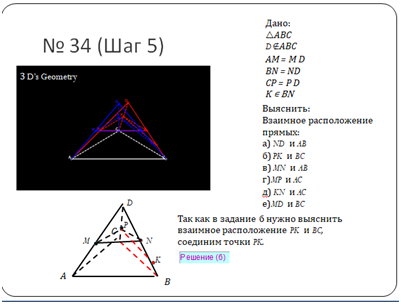 № 34 (Шаг 5)
3 D's Geometry
A
B
C
D
M
N
C
P
K
A
B
Дано:
△ABC
D∉ABC
AM = M D
BN = ND
CP = P D
K ∈ BN
Выяснить:
Взаимное расположение
прямых:
а) ND и AB
б)PK и BC
в) MN и AB
г)MP и AC
д) KN и AC
е)MD и BC
Так как в задание б нужно выяснить
взаимное расположение PK и BC,
соединим точки PK.
Решение (б)